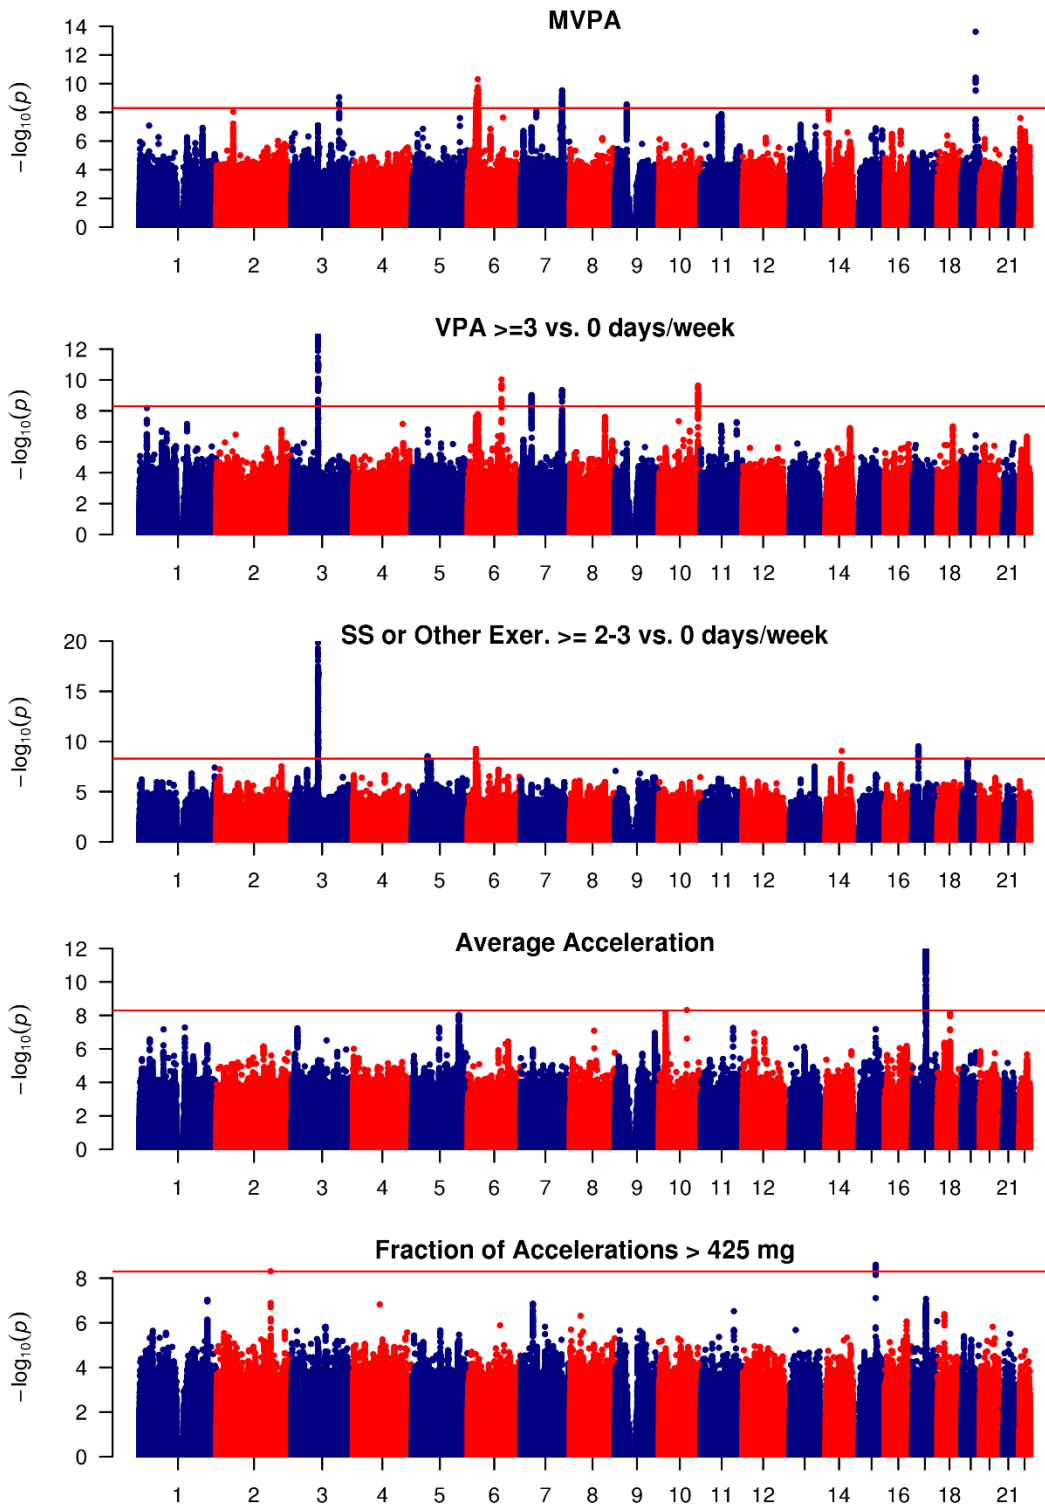 MVPA
14
12
10
8
6
4
2
0
−log10(p)
1 2 3 4 5 6 7 8 9 10 11 12 14 16 18 21
VPA >=3 vs. 0 days/week
12
10
8
6
4
2
0
−log10(p)
1 2 3 4 5 6 7 8 9 10 11 12 14 16 18 21
SS or Other Exer. >= 2-3 vs. 0 days/week
20
15
10
5
0
−log10(p)
1 2 3 4 5 6 7 8 9 10 11 12 14 16 18 21
Average Acceleration
12
10
8
6
4
2
0
−log10(p)
1 2 3 4 5 6 7 8 9 10 11 12 14 16 18 21
Fraction of Accelerations > 425 mg
8
6
4
2
0
−log10(p)
1 2 3 4 5 6 7 8 9 10 11 12 14 16 18 21